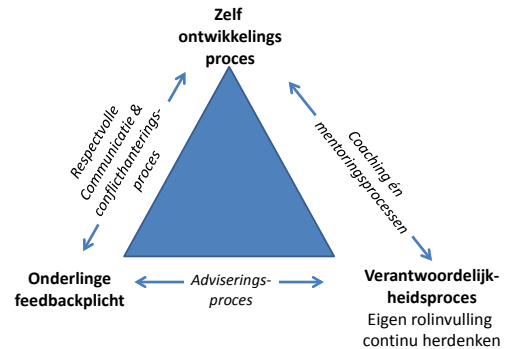 Zelf
ontwikkelings
proces
Respectvolle
Communicatie &
conflicthanterings-
proces
Coaching én
mentoringsprocessen
Onderlinge
feedbackplicht
Adviserings-
proces
Verantwoordelijk-
heidsproces
Eigen rolinvulling
continu herdenken